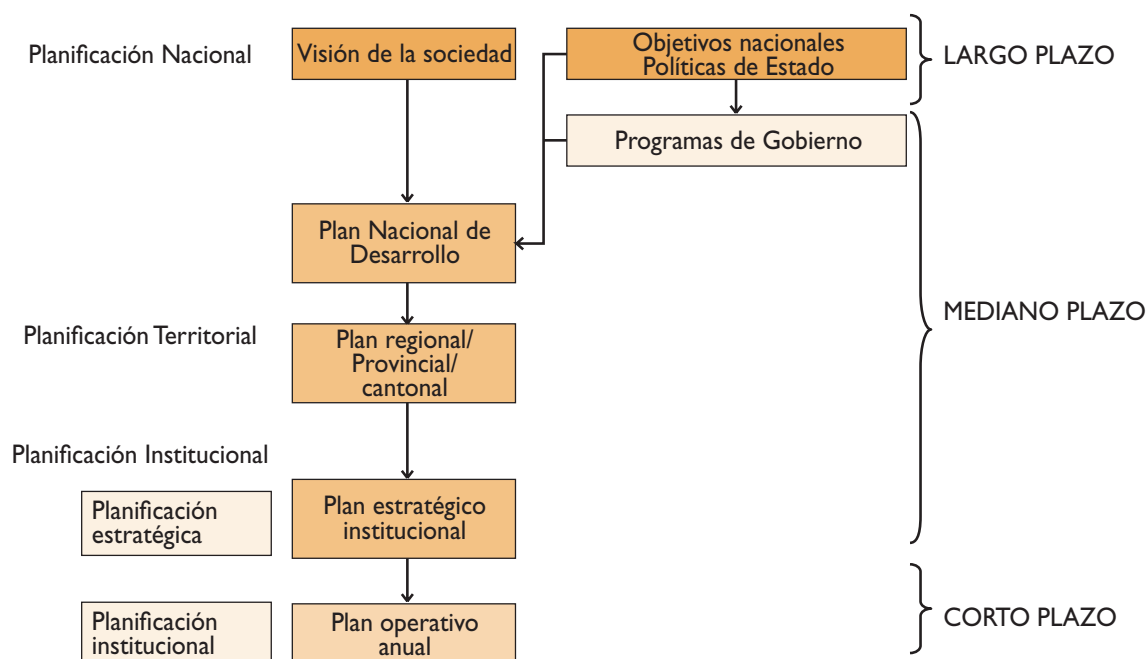 Planificación Nacional
Visión de la sociedad
Objetivos nacionales
Políticas de Estado
LARGO PLAZO
Programas de Gobierno
Plan Nacional de
Desarrollo
MEDIANO PLAZO
Planificación Territorial
Plan regional/
Provincial/
cantonal
Planificación Institucional
Planificación
estratégica
Plan estratégico
institucional
Planificación
institucional
Plan operativo
anual
CORTO PLAZO